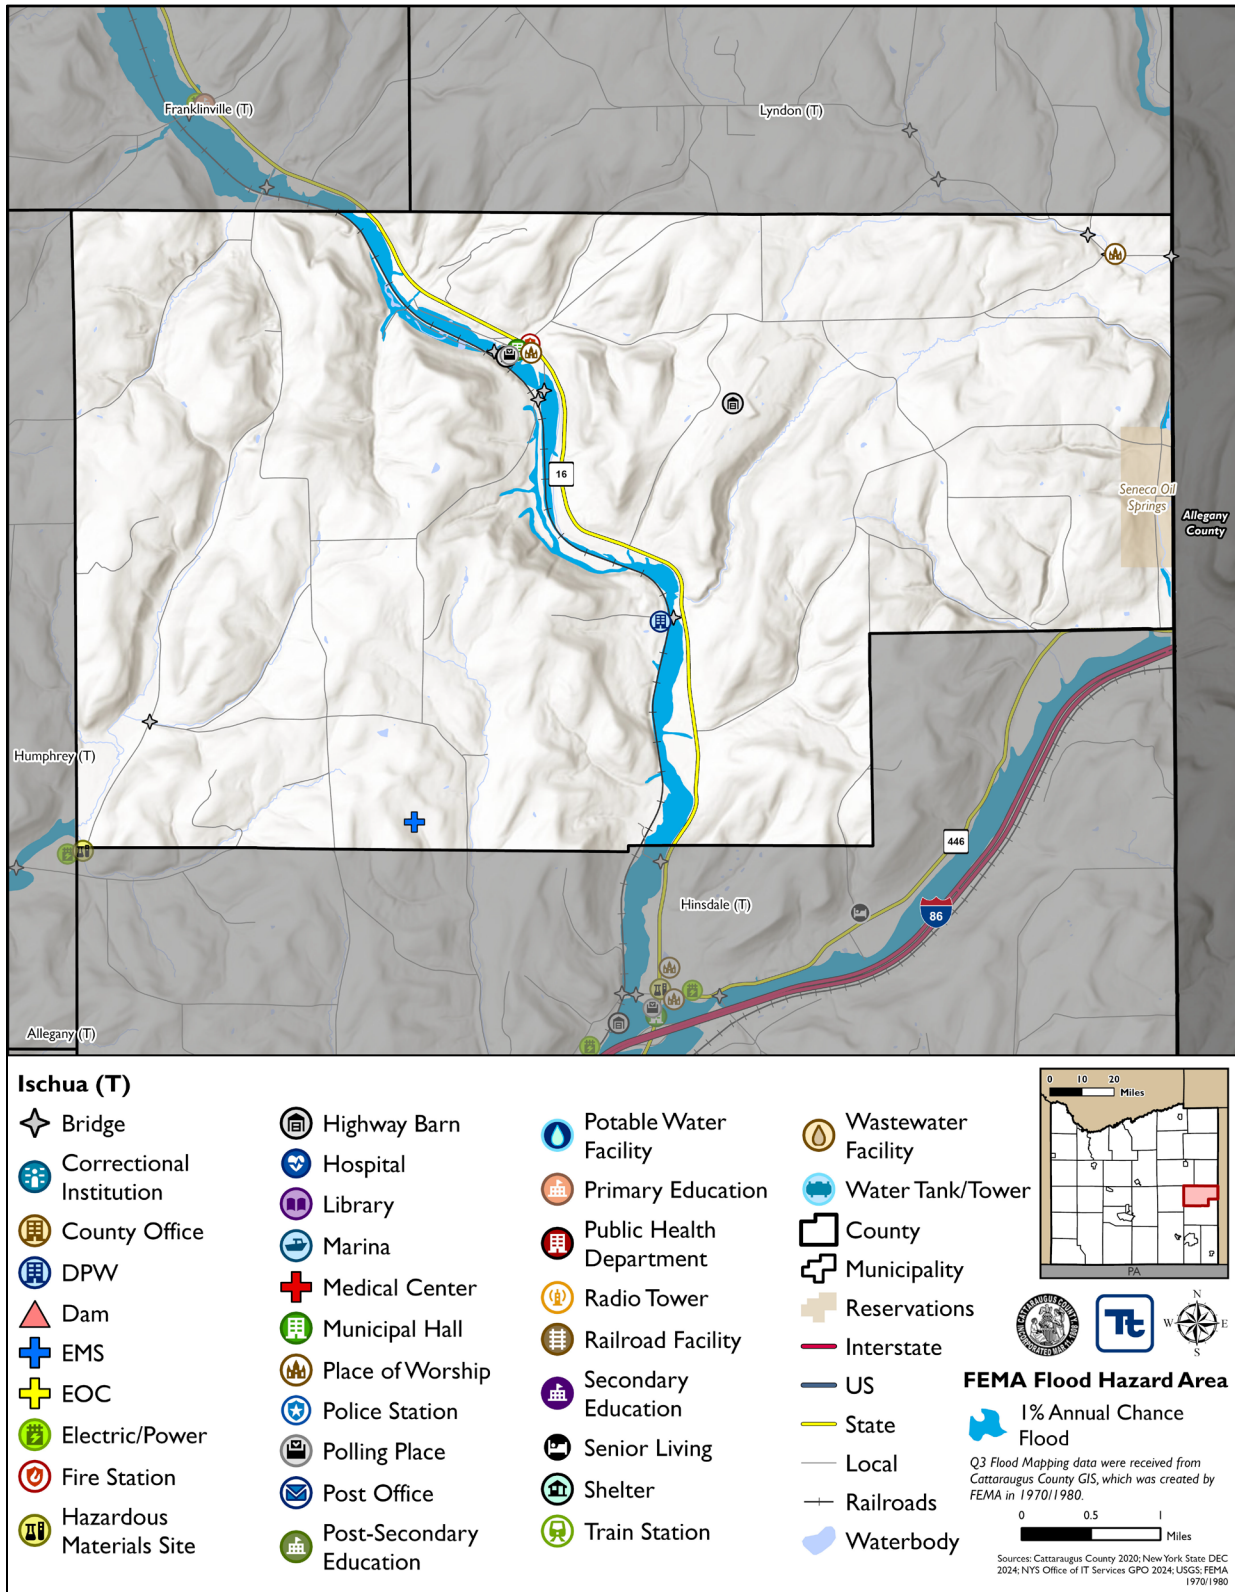 Franklinville (T)
Lyndon (T)
16
Seneca Oil
Springs
Allegany
County
Humphrey (T)
446
86
Hinsdale (T)
Allegany (T)
Ischua (T)
Bridge
Correctional
Institution
County Office
DPW
Dam
EMS
EOC
Electric/Power
Fire Station
Hazardous
Materials Site
Highway Barn
Hospital
Library
Marina
Medical Center
Municipal Hall
Place of Worship
Police Station
Polling Place
Post Office
Post-Secondary
Education
Potable Water
Facility
Primary Education
Public Health
Department
Radio Tower
Railroad Facility
Secondary
Education
Senior Living
Shelter
Train Station
Wastewater
Facility
Water Tank/Tower
County
Municipality
Reservations
Interstate
US
State
Local
Railroads
Waterbody
0 10 20
Miles
PA
Tt
N
W E
S
FEMA Flood Hazard Area
1% Annual Chance
Flood
Q3 Flood Mapping data were received from
Cattaraugus County GIS, which was created by
FEMA in 1970/1980.
0 0.5 1
Miles
Sources: Cattaraugus County 2020; New York State DEC
2024; NYS Office of IT Services GPO 2024; USGS; FEMA
1970/1980